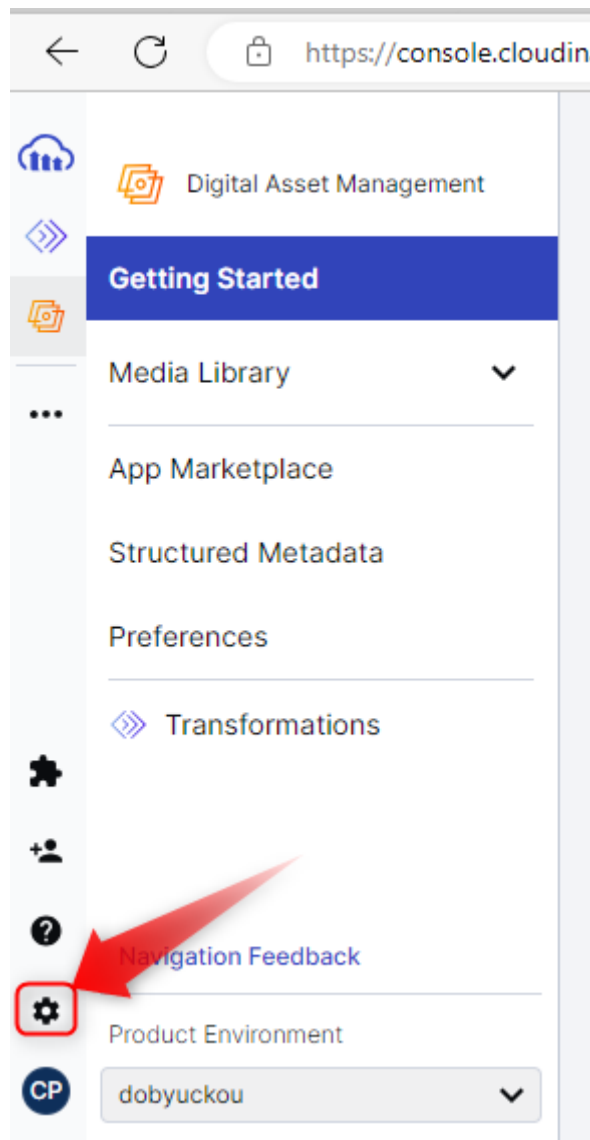 https://console.cloudin
Digital Asset Management
Getting Started
Media Library
App Marketplace
Structured Metadata
Preferences
Transformations
Navigation Feedback
Product Environment
CP
dobyuckou